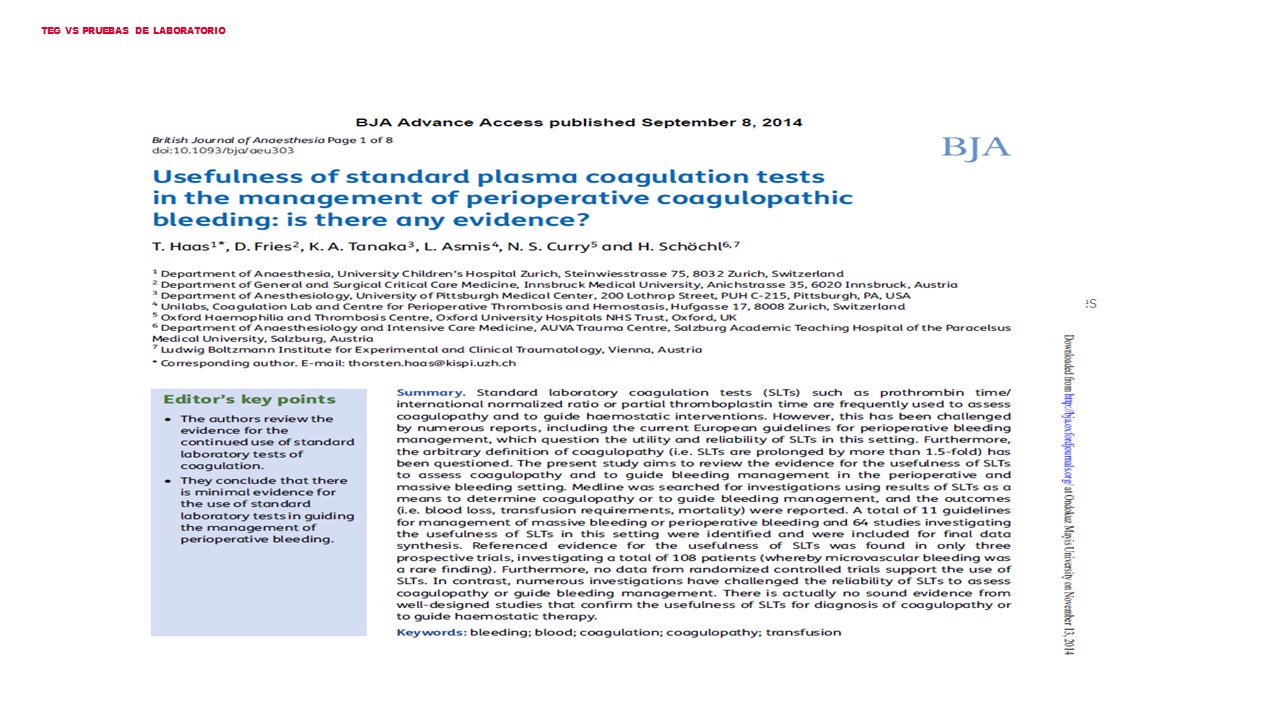 TEG VS PRUEBAS DE LABORATORIO
BJA Advance Access published September 8, 2014
British Journal of Anaesthesia Page 1 of 8
doi:10.1093/bja/aeu303
BJA
Usefulness of standard plasma coagulation tests
in the management of perioperative coagulopathic
bleeding: is there any evidence?
T. Haas1*, D. Fries2, K. A. Tanaka3, L. Asmis4, N. S. Curry5 and H. Schöchl6,7
1 Department of Anaesthesia, University Children's Hospital Zurich, Steinwiesstrasse 75, 8032 Zurich, Switzerland
2 Department of General and Surgical Critical Care Medicine, Innsbruck Medical University, Anichstrasse 35, 6020 Innsbruck, Austria
3 Department of Anesthesiology, University of Pittsburgh Medical Center, 200 Lothrop Street, PUH C-215, Pittsburgh, PA, USA
4 Unilabs, Coagulation Lab and Centre for Perioperative Thrombosis and Hemostasis, Hufgasse 17, 8008 Zurich, Switzerland
5 Oxford Haemophilia and Thrombosis Centre, Oxford University Hospitals NHS Trust, Oxford, UK
6 Department of Anaesthesiology and Intensive Care Medicine, AUVA Trauma Centre, Salzburg Academic Teaching Hospital of the Paracelsus
Medical University, Salzburg, Austria
7 Ludwig Boltzmann Institute for Experimental and Clinical Traumatology, Vienna, Austria
* Corresponding author. E-mail: thorsten.haas@kispi.uzh.ch
Editor's key points
• The authors review the
evidence for the
continued use of standard
laboratory tests of
coagulation.
• They conclude that there
is minimal evidence for
the use of standard
laboratory tests in guiding
the management of
perioperative bleeding.
Summary. Standard laboratory coagulation tests (SLTs) such as prothrombin time/
international normalized ratio or partial thromboplastin time are frequently used to assess
coagulopathy and to guide haemostatic interventions. However, this has been challenged
by numerous reports, including the current European guidelines for perioperative bleeding
management, which question the utility and reliability of SLTs in this setting. Furthermore,
the arbitrary definition of coagulopathy (i.e. SLTs are prolonged by more than 1.5-fold) has
been questioned. The present study aims to review the evidence for the usefulness of SLTs
to assess coagulopathy and to guide bleeding management in the perioperative and
massive bleeding setting. Medline was searched for investigations using results of SLTs as a
means to determine coagulopathy or to guide bleeding management, and the outcomes
(i.e. blood loss, transfusion requirements, mortality) were reported. A total of 11 guidelines
for management of massive bleeding or perioperative bleeding and 64 studies investigating
the usefulness of SLTs in this setting were identified and were included for final data
synthesis. Referenced evidence for the usefulness of SLTs was found in only three
prospective trials, investigating a total of 108 patients (whereby microvascular bleeding was
a rare finding). Furthermore, no data from randomized controlled trials support the use of
SLTs. In contrast, numerous investigations have challenged the reliability of SLTs to assess
coagulopathy or guide bleeding management. There is actually no sound evidence from
well-designed studies that confirm the usefulness of SLTs for diagnosis of coagulopathy or
to guide haemostatic therapy.
Keywords: bleeding; blood; coagulation; coagulopathy; transfusion
Downloaded from http://bja.oxfordjournals.org/ at Ondokuz Mayis University on November 13, 2014